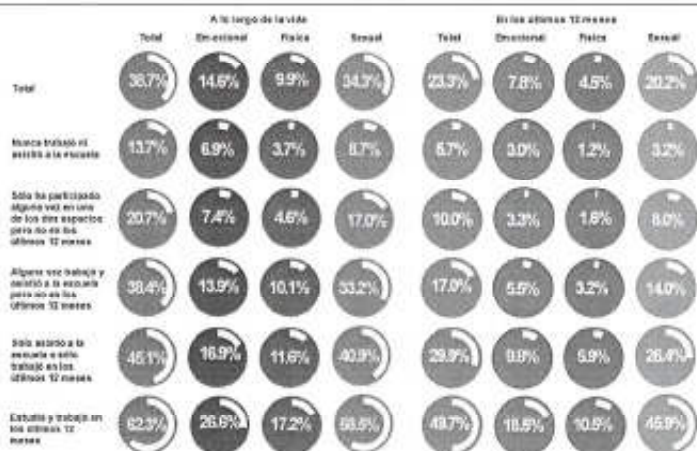 A lo largo de la vida
En los últimos 12 meses
Total Emocional Física Sexual Total Emocional Física Sexual
Total
38.7% 14.6% 9.9% 34.3% 23.3% 7.8% 4.5% 20.2%
Nunca trabajó ni
asistió a la escuela
13.7% 6.9% 3.7% 8.7% 5.7% 3.0% 1.2% 3.2%
Sólo ha participado
alguna vez en uno
de los dos espacios
pero no en los
últimos 12 meses
20.7% 7.4% 4.6% 17.0% 10.0% 3.3% 1.6% 8.0%
Alguna vez trabajó y
asistió a la escuela
pero no en los
últimos 12 meses
38.4% 13.9% 10.1% 33.2% 17.0% 5.5% 3.2% 14.0%
Sólo asistió a la
escuela o sólo
trabajó en los
últimos 12 meses
45.1% 16.9% 11.6% 40.9% 29.9% 9.9% 5.9% 26.4%
Estudió y trabajó en
los últimos 12
meses
62.3% 26.6% 17.2% 58.5% 49.7% 18.5% 10.5% 45.9%